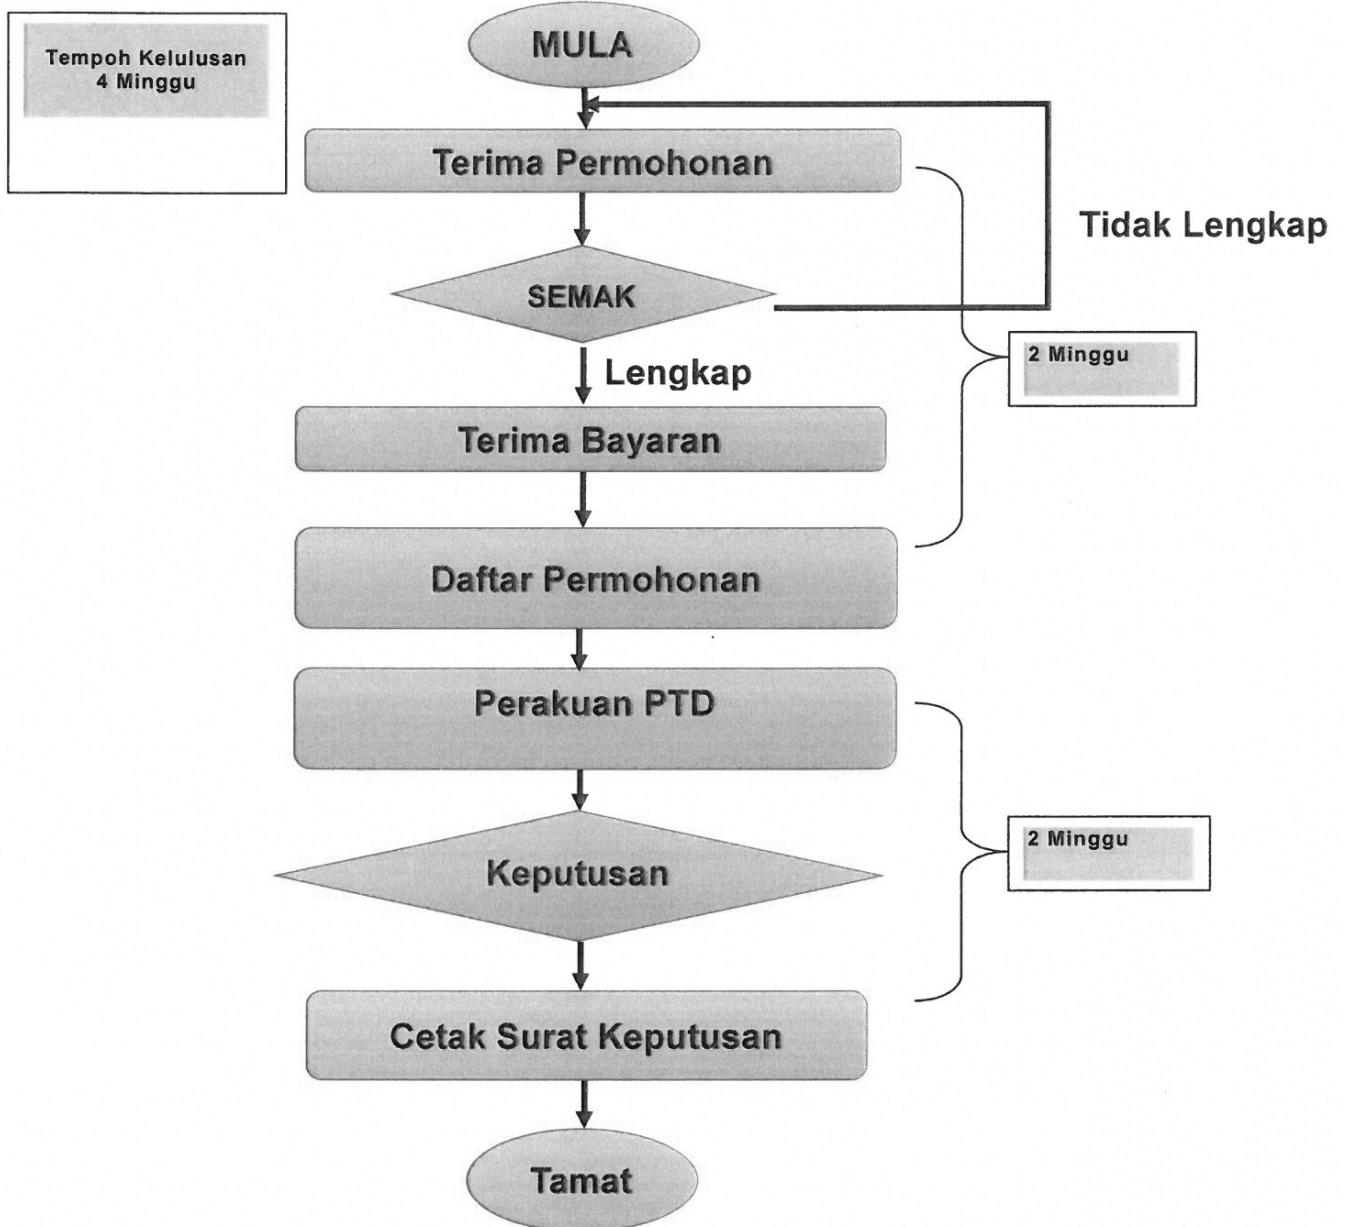 Tempoh Kelulusan
4 Minggu
MULA
Terima Permohonan
Tidak Lengkap
SEMAK
2 Minggu
Lengkap
Terima Bayaran
Daftar Permohonan
Perakuan PTD
2 Minggu
Keputusan
Cetak Surat Keputusan
Tamat